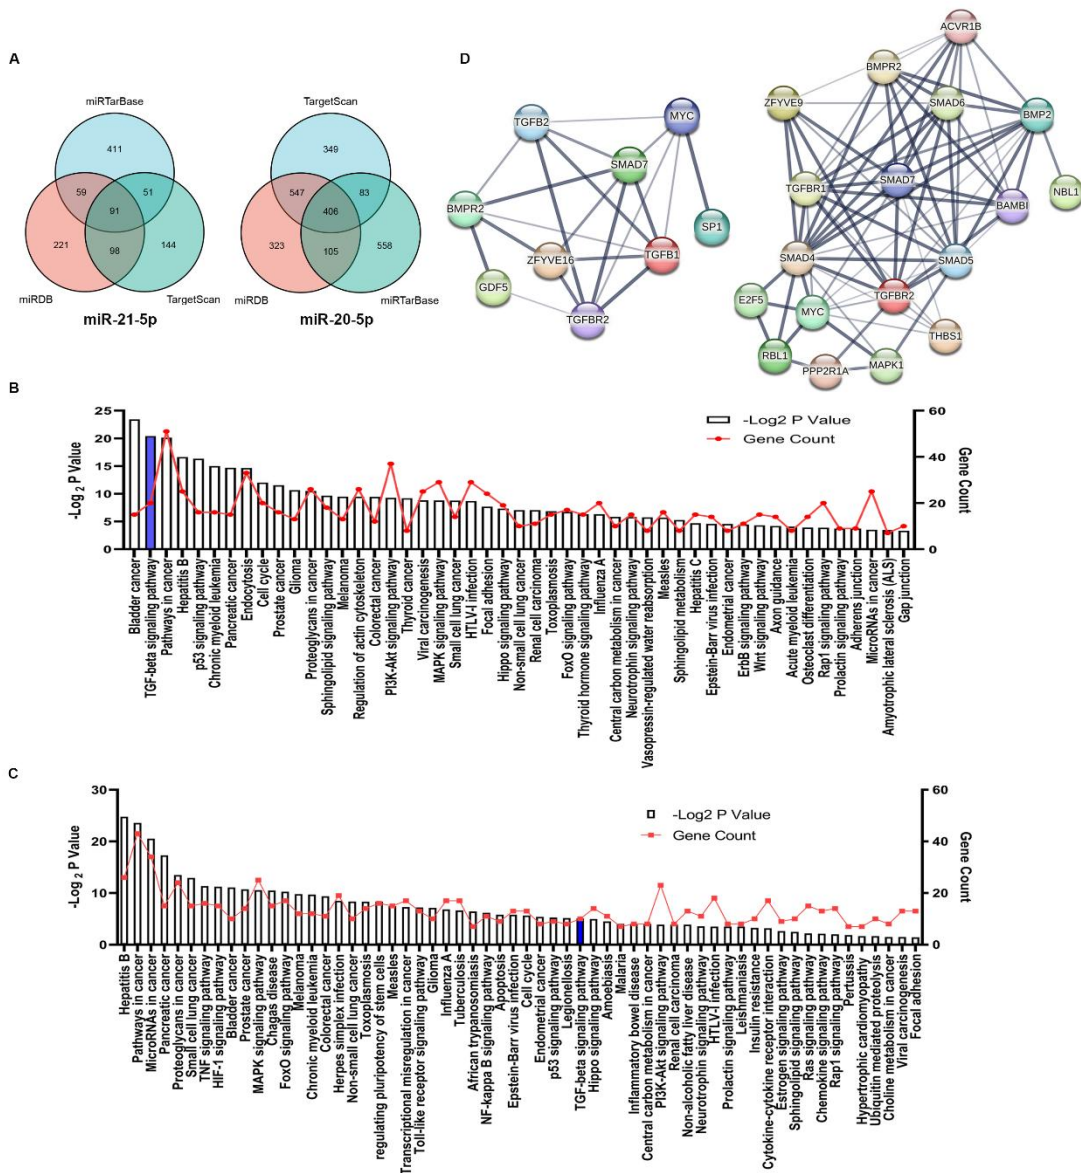 A
miRTarBase
411
59
51
91
221
98
144
miRDB
TargetScan
miR-21-5p
TargetScan
349
547
83
406
323
105
558
miRDB
miRTarBase
miR-20-5p
D
TGFB2
MYC
SMAD7
BMPR2
SP1
ZFYVE16
TGFB1
GDF5
TGFBR2
ACVR1B
BMPR2
ZFYVE9
SMAD6
BMP2
SMAD7
TGFBR1
NBL1
BAMBI
SMAD4
SMAD5
TGFBR2
E2F5
MYC
THBS1
RBL1
PPP2R1A
MAPK1
B
-Log2 P Value
25
20
15
10
5
0
-Log2 P Value
Gene Count
60
40
20
0
Gene Count
Bladder cancer
TGF-beta signaling pathway
Pathways in cancer
Hepatitis B
p53 signaling pathway
Chronic myeloid leukemia
Pancreatic cancer
Endocytosis
Cell cycle
Prostate cancer
Glioma
Proteoglycans in cancer
Sphingolipid signaling pathway
Melanoma
Regulation of actin cytoskeleton
Colorectal cancer
PI3K-Akt signaling pathway
Thyroid cancer
Viral carcinogenesis
MAPK signaling pathway
Small cell lung cancer
HTLV-I infection
Focal adhesion
Hippo signaling pathway
Non-small cell lung cancer
Renal cell carcinoma
Toxoplasmosis
FoxO signaling pathway
Thyroid hormone signaling pathway
Influenza A
Central carbon metabolism in cancer
Neurotrophin signaling pathway
Vasopressin-regulated water reabsorption
Measles
Sphingolipid metabolism
Hepatitis C
Epstein-Barr virus infection
Endometrial cancer
ErbB signaling pathway
Wnt signaling pathway
Axon guidance
Acute myeloid leukemia
Osteoclast differentiation
Rap1 signaling pathway
Prolactin signaling pathway
Adherens junction
MicroRNAs in cancer
Amyotrophic lateral sclerosis (ALS)
Gap junction
C
-Log2 P Value
30
20
10
0
-Log2 P Value
Gene Count
60
40
20
0
Gene Count
Hepatitis B
Pathways in cancer
MicroRNAs in cancer
Pancreatic cancer
Proteoglycans in cancer
Small cell lung cancer
TNF signaling pathway
HIF-1 signaling pathway
Bladder cancer
Prostate cancer
MAPK signaling pathway
Chagas disease
FoxO signaling pathway
Melanoma
Chronic myeloid leukemia
Colorectal cancer
Herpes simplex infection
Non-small cell lung cancer
Toxoplasmosis
regulating pluripotency of stem cells
Measles
Transcriptional misregulation in cancer
Toll-like receptor signaling pathway
Glioma
Influenza A
Tuberculosis
African trypanosomiasis
NF-kappa B signaling pathway
Apoptosis
Epstein-Barr virus infection
Cell cycle
Endometrial cancer
p53 signaling pathway
Legionellosis
TGF-beta signaling pathway
Hippo signaling pathway
Amoebiasis
Malaria
Inflammatory bowel disease
Central carbon metabolism in cancer
PI3K-Akt signaling pathway
Renal cell carcinoma
Non-alcoholic fatty liver disease
Neurotrophin signaling pathway
HTLV-I infection
Prolactin signaling pathway
Leishmaniasis
Insulin resistance
Cytokine-cytokine receptor interaction
Estrogen signaling pathway
Sphingolipid signaling pathway
Ras signaling pathway
Chemokine signaling pathway
Rap1 signaling pathway
Pertussis
Hypertrophic cardiomyopathy
Ubiquitin mediated proteolysis
Choline metabolism in cancer
Viral carcinogenesis
Focal adhesion